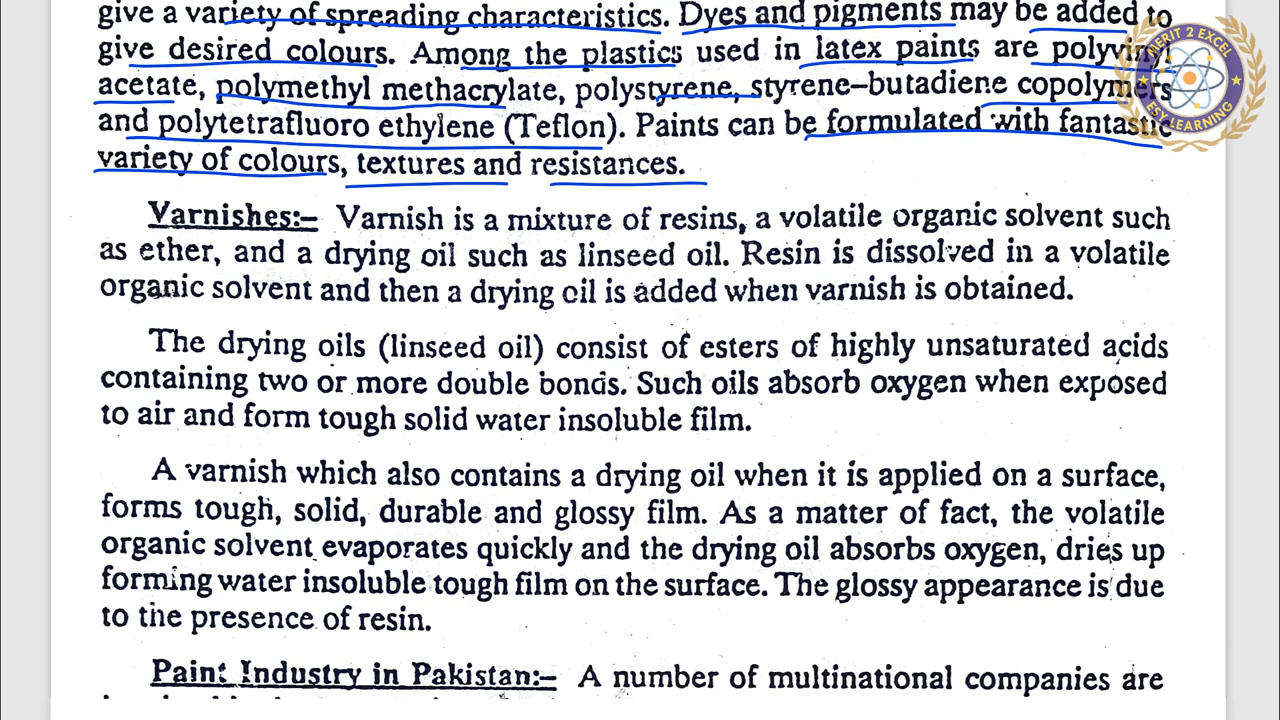 give a variety of spreading characteristics. Dyes and pigments may be added to
give desired colours. Among the plastics used in latex paints are polyvinyl
acetate, polymethyl methacrylate, polystyrene, styrene–butadiene copolymers
and polytetrafluoro ethylene (Teflon). Paints can be formulated with fantastic
variety of colours, textures and resistances.
Varnishes:– Varnish is a mixture of resins, a volatile organic solvent such
as ether, and a drying oil such as linseed oil. Resin is dissolved in a volatile
organic solvent and then a drying oil is added when varnish is obtained.
The drying oils (linseed oil) consist of esters of highly unsaturated acids
containing two or more double bonds. Such oils absorb oxygen when exposed
to air and form tough solid water insoluble film.
A varnish which also contains a drying oil when it is applied on a surface,
forms tough, solid, durable and glossy film. As a matter of fact, the volatile
organic solvent evaporates quickly and the drying oil absorbs oxygen, dries up
forming water insoluble tough film on the surface. The glossy appearance is due
to the presence of resin.
Paint Industry in Pakistan:– A number of multinational companies are
MERIT 2 EXCEL
ESY LEARNING